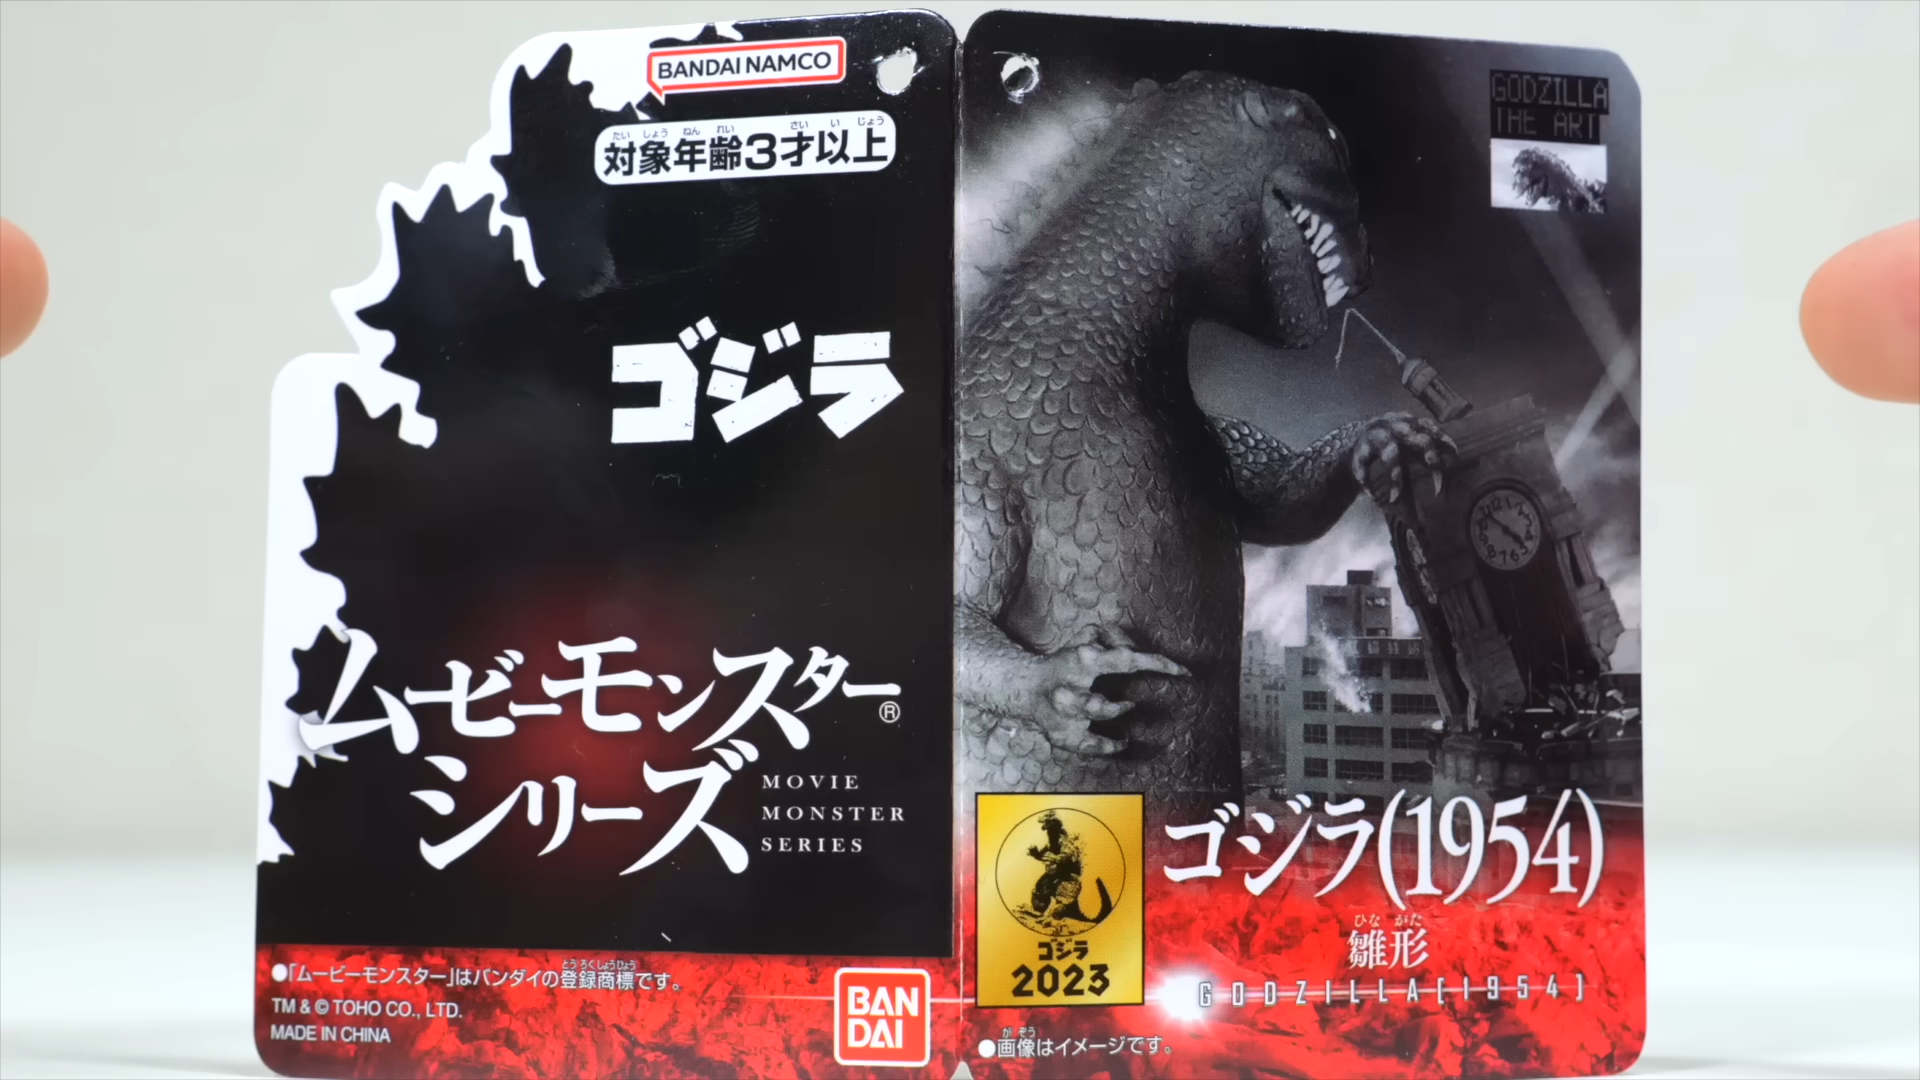 BANDAI NAMCO
たいしょうねんれい さいいじょう
対象年齢3才以上
ゴジラ
ムービーモンスター®
シリーズ
MOVIE
MONSTER
SERIES
とうろくしょうひょう
●「ムービーモンスター」はバンダイの登録商標です。
TM & © TOHO CO., LTD.
MADE IN CHINA
BAN
DAI
GODZILLA
THE ART
ゴジラ(1954)
ひながた
雛形
GODZILLA[1954]
ゴジラ
2023
がぞう
●画像はイメージです。